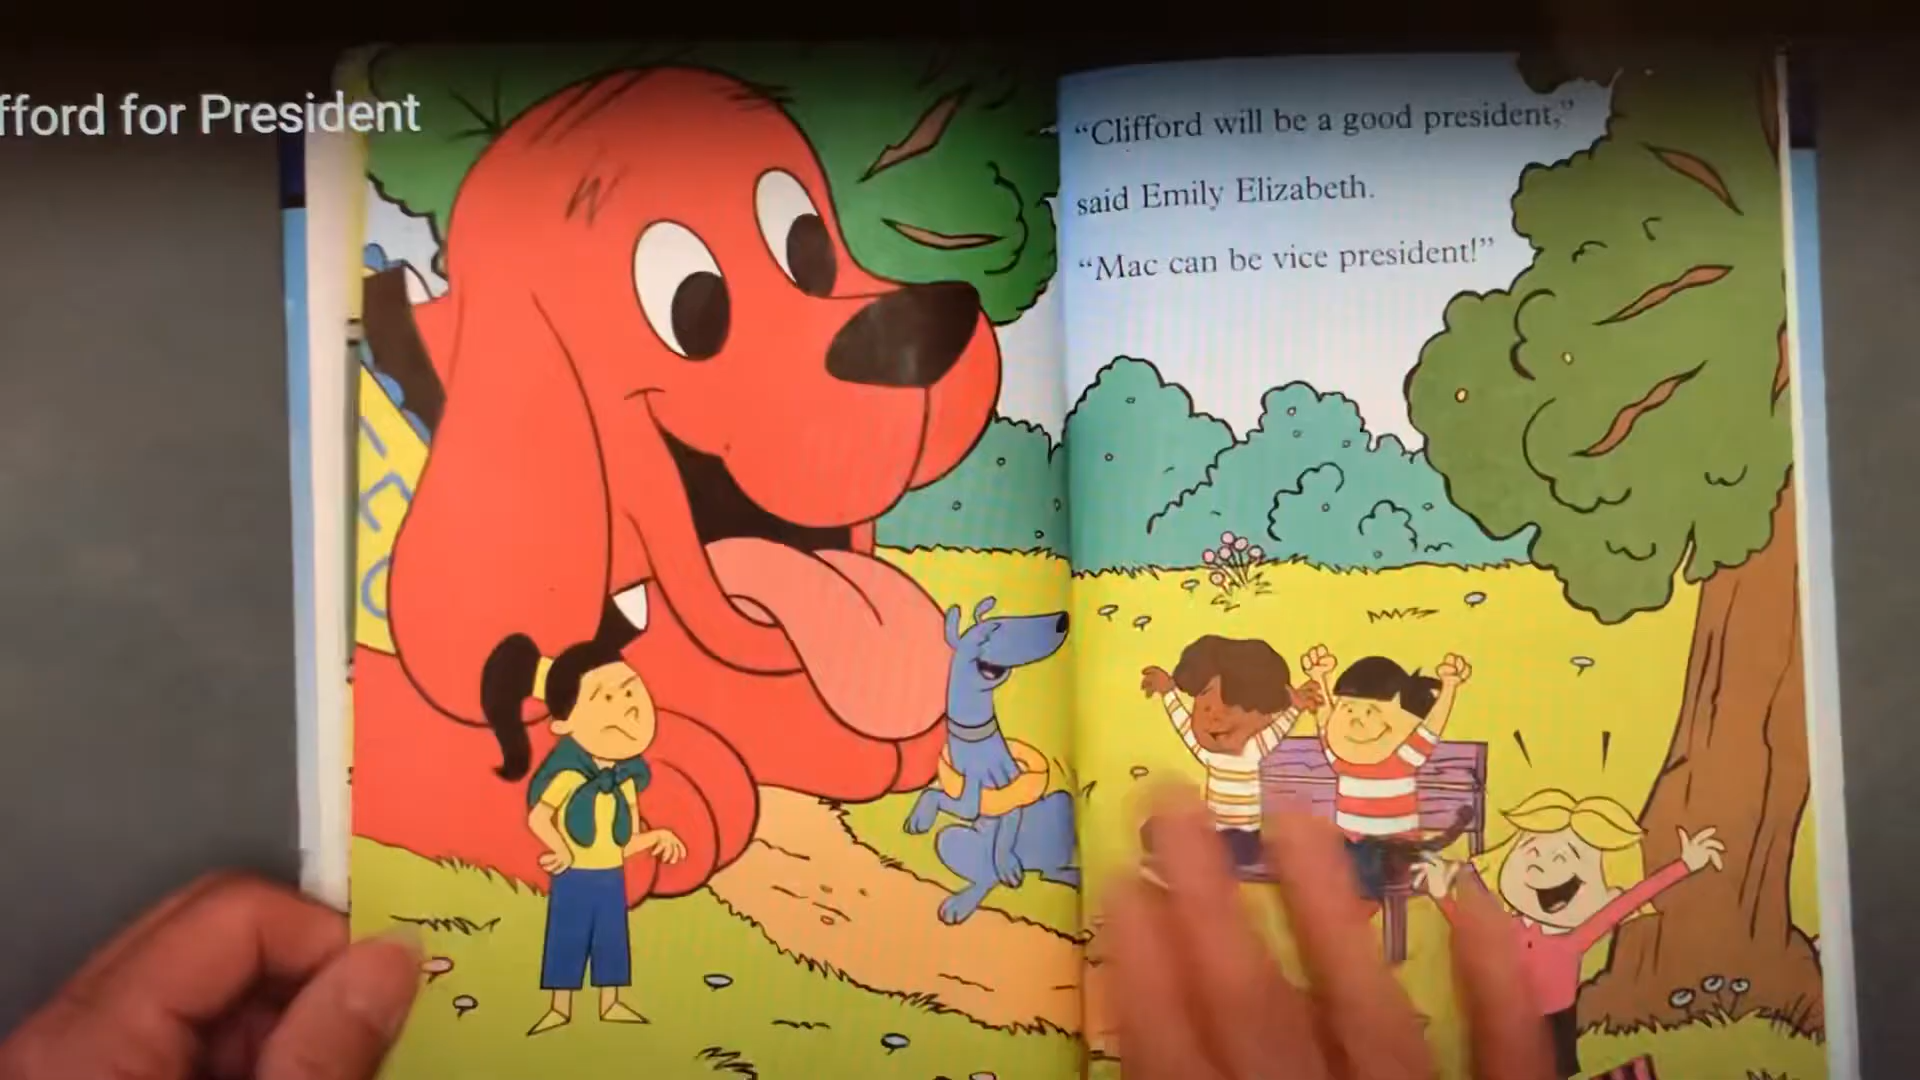 fford for President
“Clifford will be a good president,”
said Emily Elizabeth.
“Mac can be vice president!”